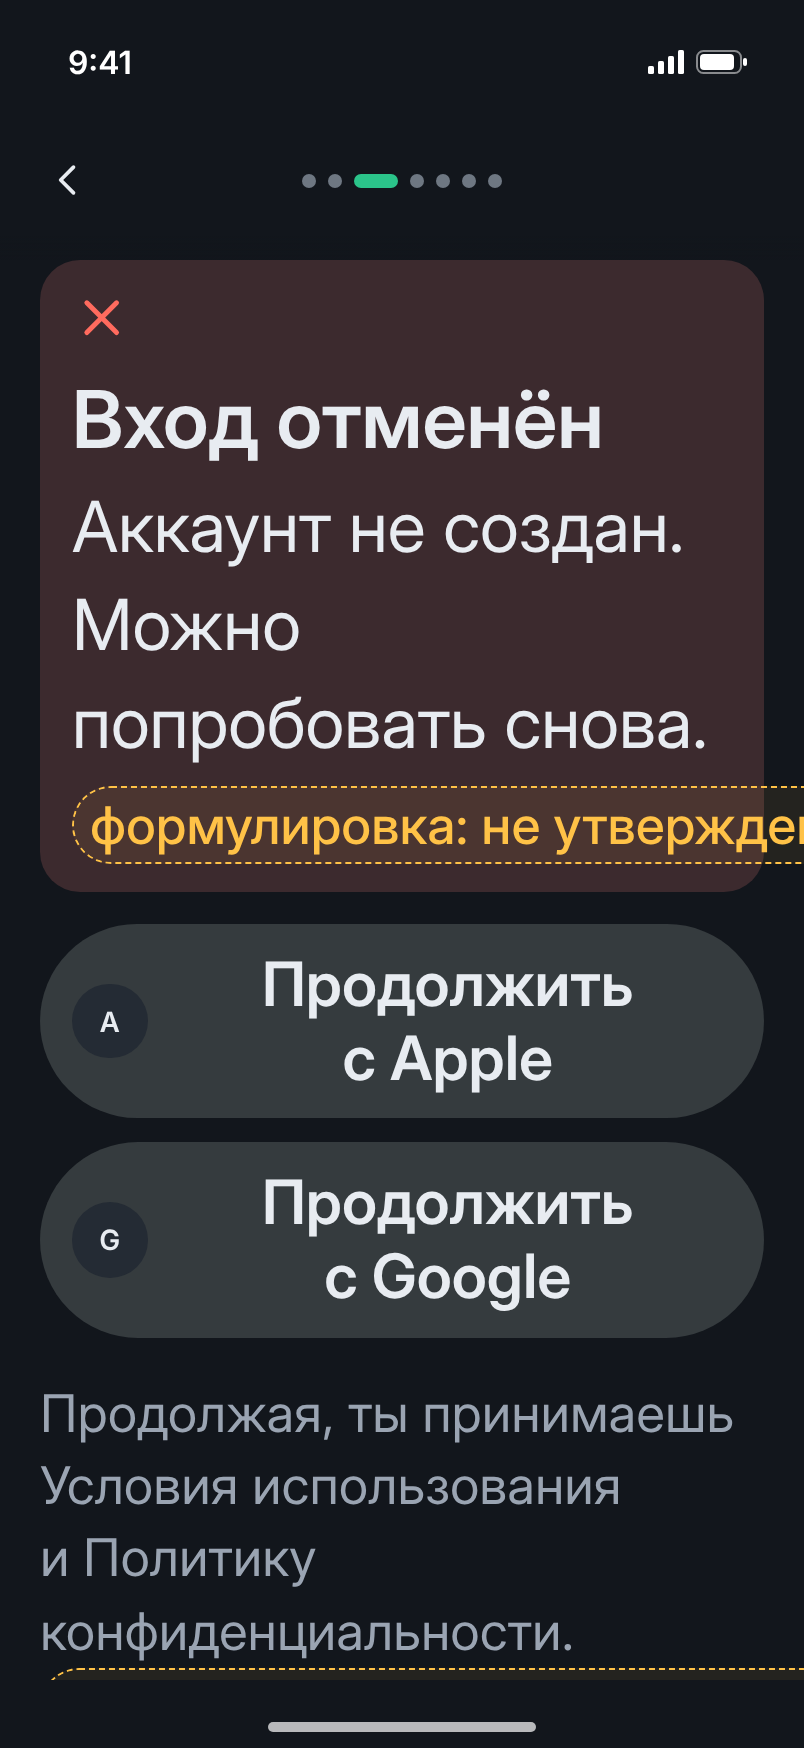 9:41
Вход отменён
Аккаунт не создан.
Можно
попробовать снова.
формулировка: не
A
Продолжить
с Apple
G
Продолжить
с Google
Продолжая, ты принимаешь
Условия использования
и Политику
конфиденциальности.